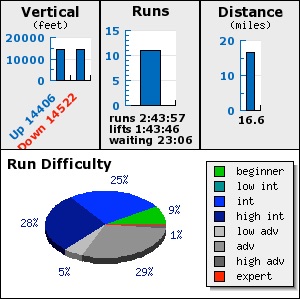 Vertical
(feet)
20000
10000
0
Up 14406
Down 14522
Runs
15
10
5
0
runs 2:43:57
lifts 1:43:46
waiting 23:06
Distance
(miles)
20
10
0
16.6
Run Difficulty
25%
9%
1%
29%
5%
28%
beginner
low int
int
high int
low adv
adv
high adv
expert